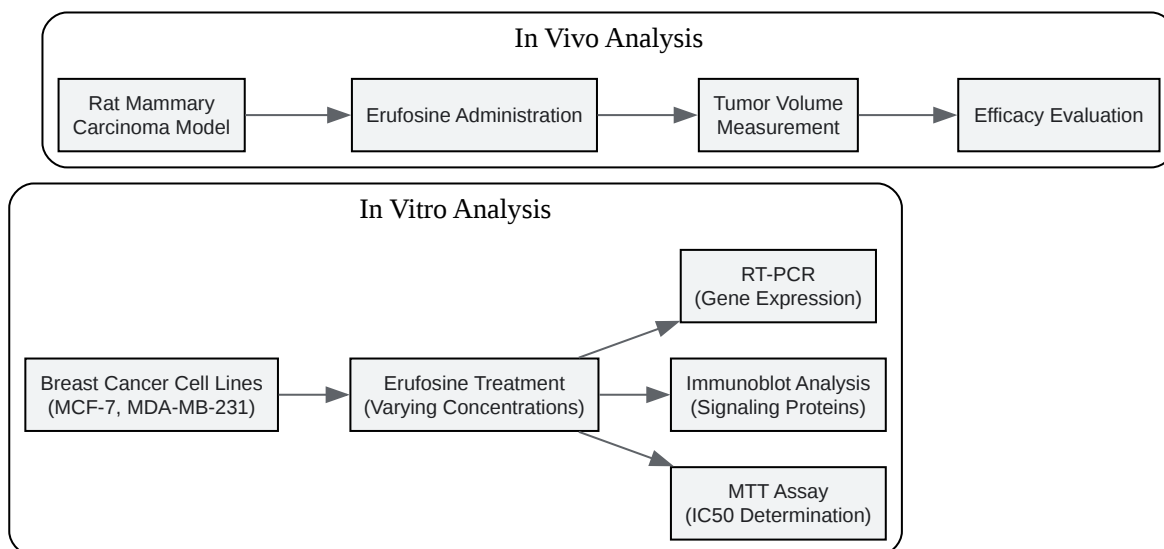 In Vivo Analysis
Rat Mammary
Carcinoma Model
Erufosine Administration
Tumor Volume
Measurement
Efficacy Evaluation
In Vitro Analysis
Breast Cancer Cell Lines
(MCF-7, MDA-MB-231)
Erufosine Treatment
(Varying Concentrations)
RT-PCR
(Gene Expression)
Immunoblot Analysis
(Signaling Proteins)
MTT Assay
(IC50 Determination)